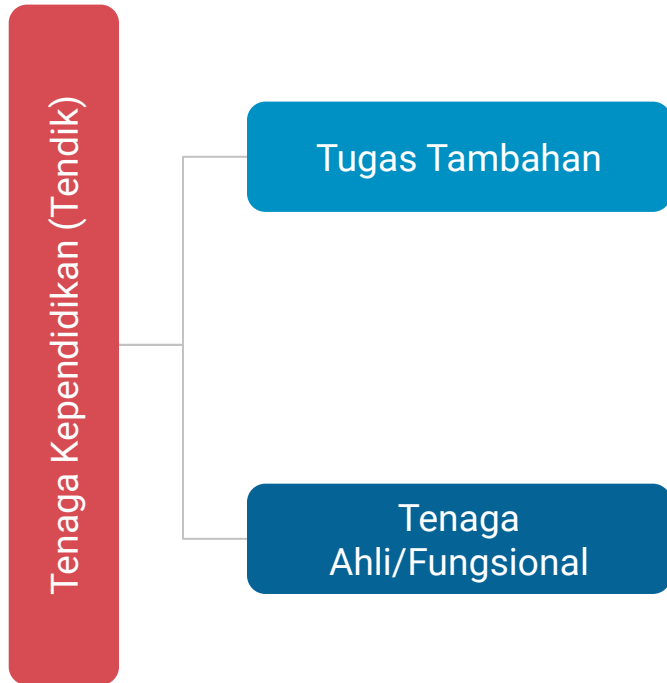 Tenaga Kependidikan (Tendik)
Tugas Tambahan
Tenaga
Ahli/Fungsional